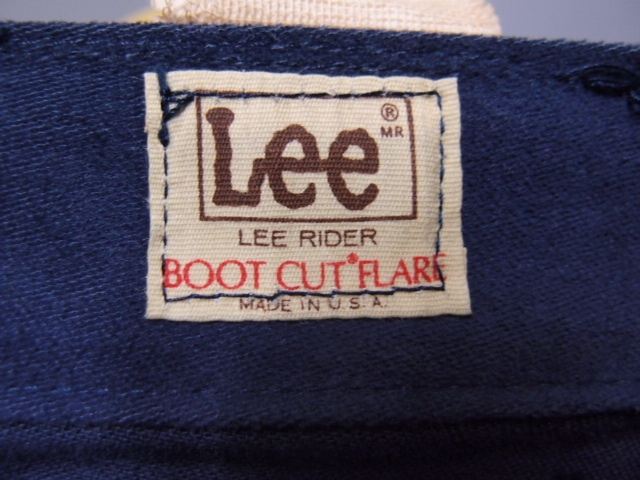 Lee
®
MR
LEE RIDER
BOOT CUT* FLARE
MADE IN U.S.A.